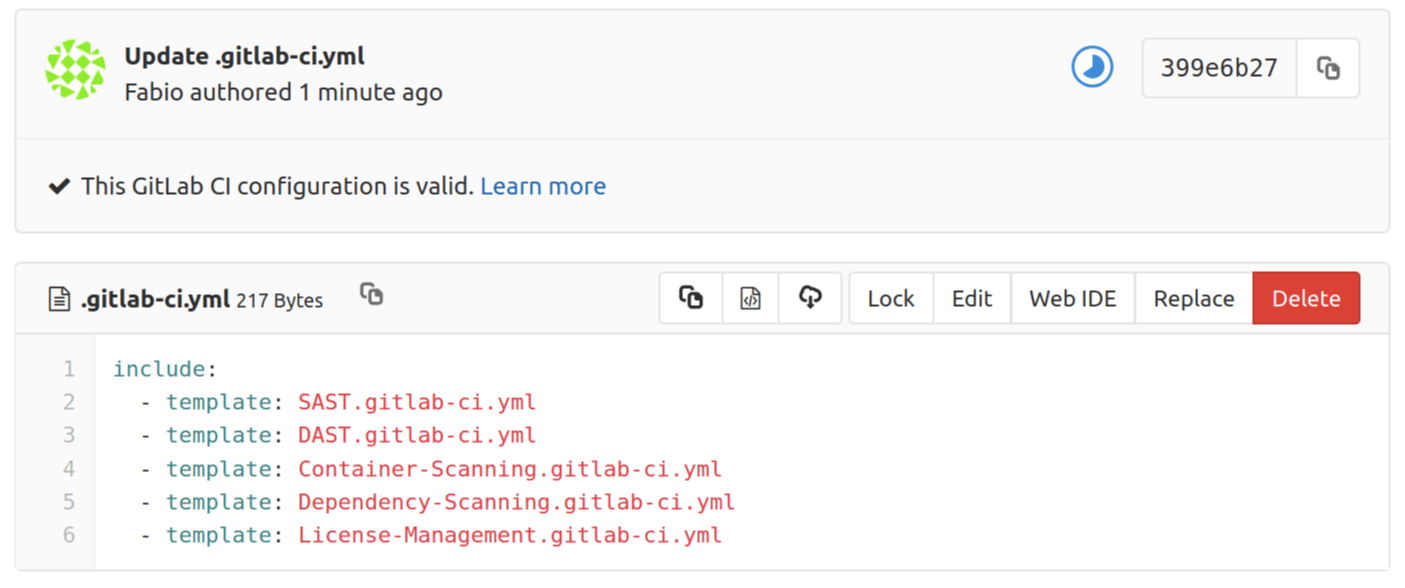 Update .gitlab-ci.yml
Fabio authored 1 minute ago
399e6b27
This GitLab CI configuration is valid. Learn more
.gitlab-ci.yml 217 Bytes
Lock Edit Web IDE Replace Delete
1 include:
2   - template: SAST.gitlab-ci.yml
3   - template: DAST.gitlab-ci.yml
4   - template: Container-Scanning.gitlab-ci.yml
5   - template: Dependency-Scanning.gitlab-ci.yml
6   - template: License-Management.gitlab-ci.yml